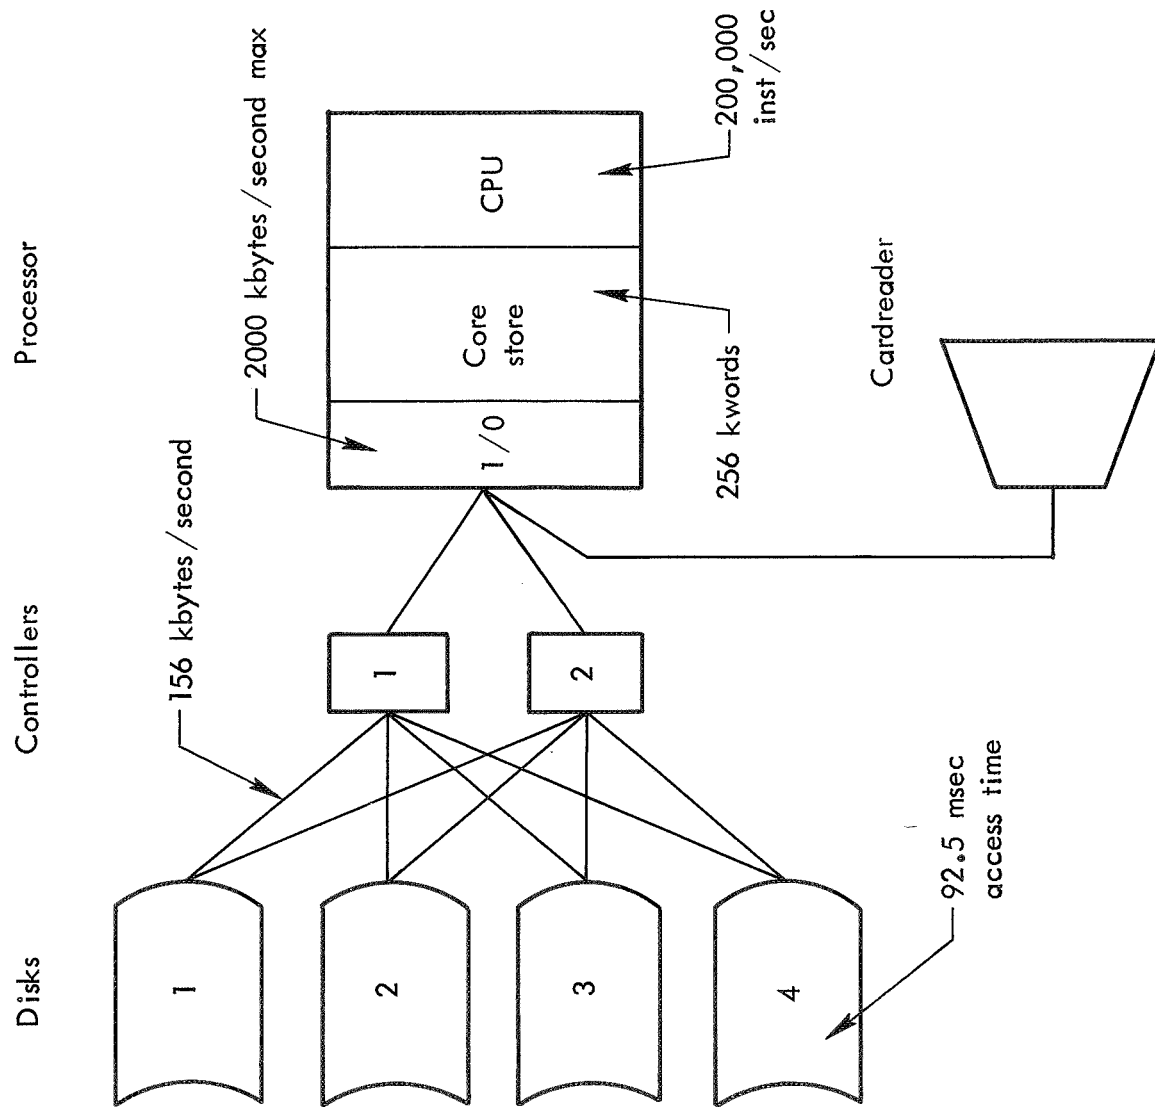 Disks
Controllers
Processor
156 kbytes/second
2000 kbytes/second max
1
2
3
4
1
2
1/0
Core
store
CPU
92.5 msec
access time
256 kwords
200,000
inst/sec
Cardreader